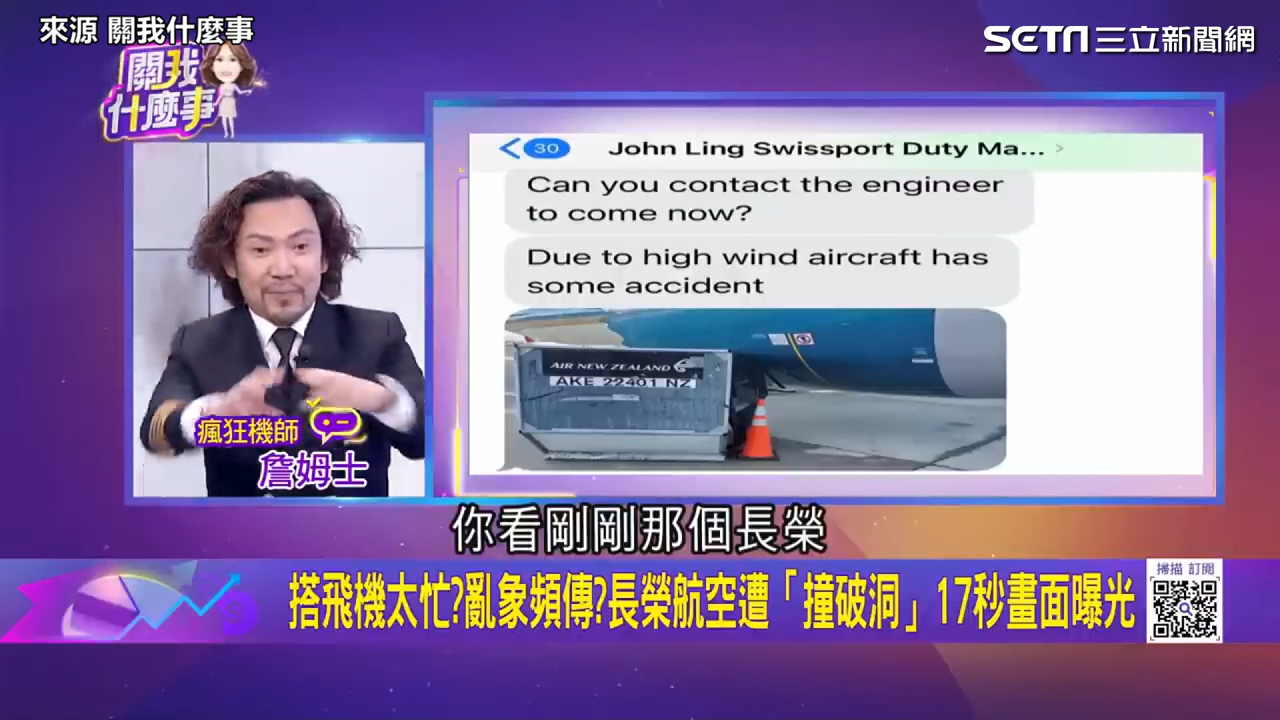 來源 關我什麼事
SETN三立新聞網
關我
什麼事
30
John Ling Swissport Duty Ma...
Can you contact the engineer
to come now?
Due to high wind aircraft has
some accident
AIR NEW ZEALAND
AKE 22401 NZ
瘋狂機師
詹姆士
你看剛剛那個長榮
搭飛機太忙?亂象頻傳?長榮航空遭「撞破洞」17秒畫面曝光
掃描 訂閱